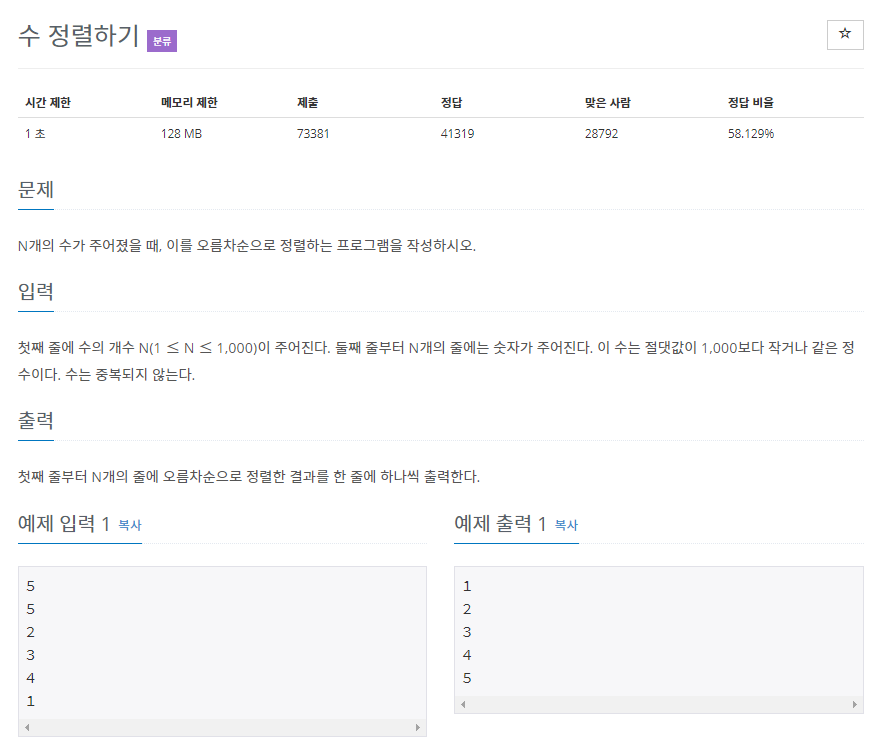 수 정렬하기 분류
☆
시간 제한 메모리 제한 제출 정답 맞은 사람 정답 비율
1 초 128 MB 73381 41319 28792 58.129%
문제
N개의 수가 주어졌을 때, 이를 오름차순으로 정렬하는 프로그램을 작성하시오.
입력
첫째 줄에 수의 개수 N(1 ≤ N ≤ 1,000)이 주어진다. 둘째 줄부터 N개의 줄에는 숫자가 주어진다. 이 수는 절댓값이 1,000보다 작거나 같은 정
수이다. 수는 중복되지 않는다.
출력
첫째 줄부터 N개의 줄에 오름차순으로 정렬한 결과를 한 줄에 하나씩 출력한다.
예제 입력 1 복사
5
5
2
3
4
1
예제 출력 1 복사
1
2
3
4
5